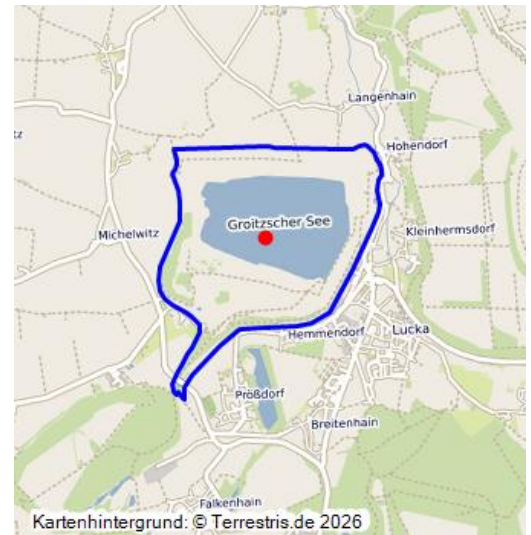 Langenhain
Hohendorf
Groitzscher See
Michelwitz
Kleinhermsdorf
Hemmendorf
Lucka
Prößdorf
Breitenhain
Falkenhain
Kartenhintergrund: © Terrestris.de 2026